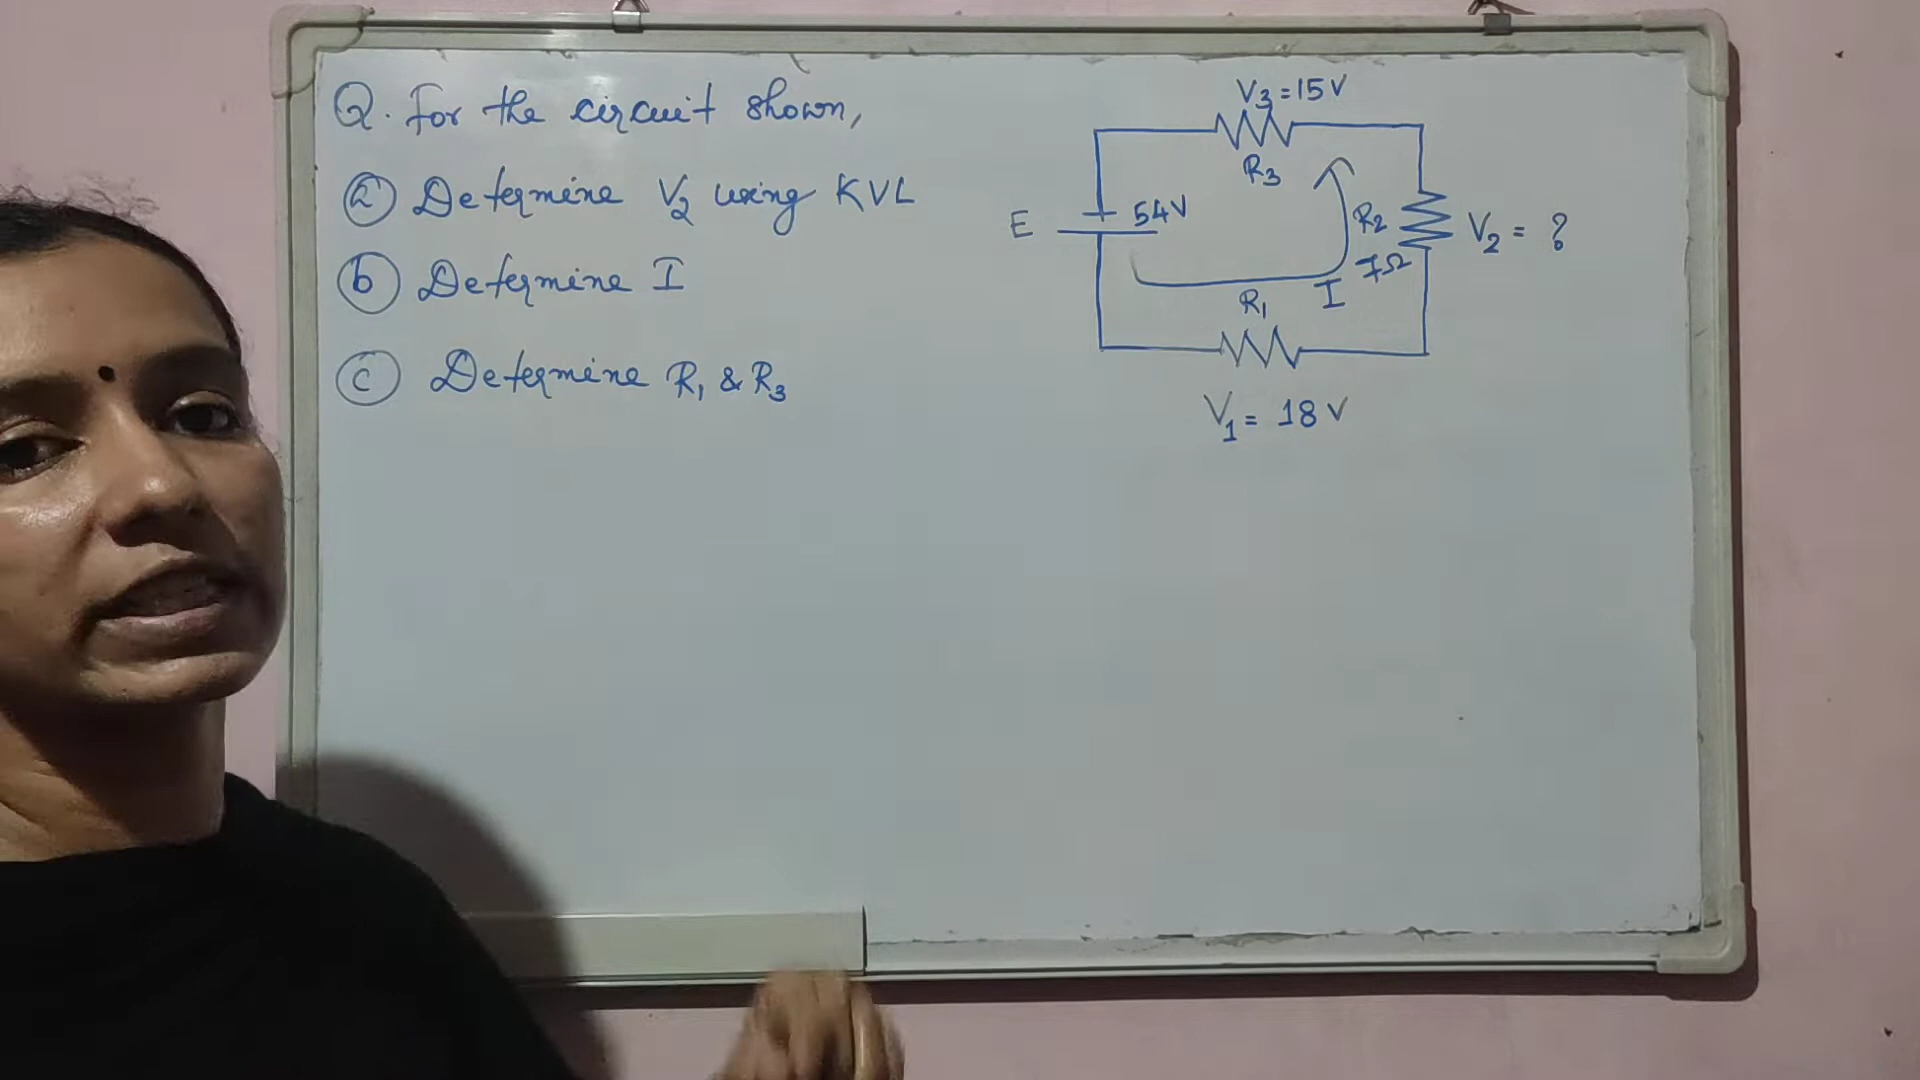 Q. For the circuit shown,
(a) Determine V2 using KVL
(b) Determine I
(c) Determine R1 & R3
V3 = 15 V
R3
E
54V
R2
V2 = ?
7Ω
R1
I
V1 = 18 V